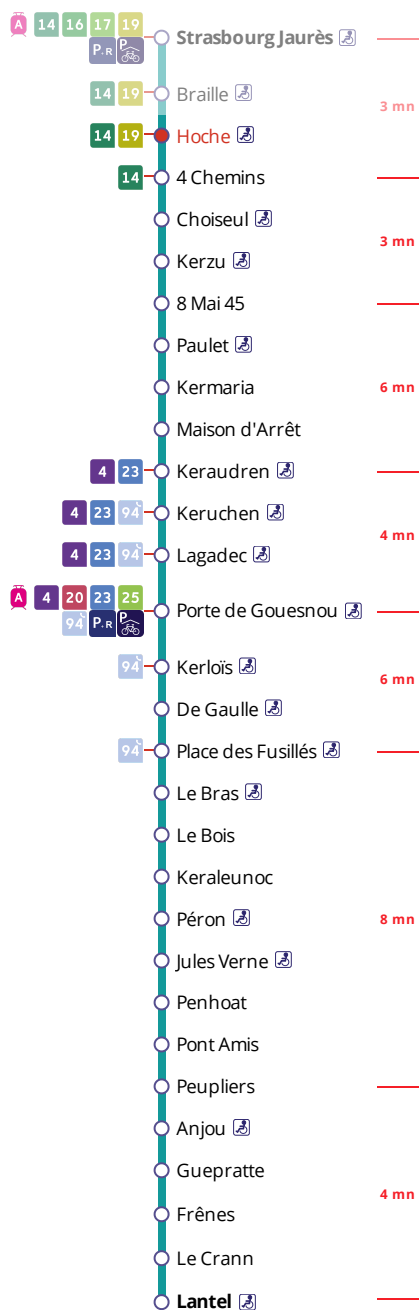 A 14 16 17 19
P+R P
Strasbourg Jaurès
14 19 Braille
3 mn
14 19 Hoche
14 4 Chemins
Choiseul
3 mn
Kerzu
8 Mai 45
Paulet
Kermaria
6 mn
Maison d'Arrêt
4 23 Keraudren
4 23 94 Keruchen
4 mn
4 23 94 Lagadec
A 4 20 23 25
94 P+R P
Porte de Gouesnou
94 Kerloïs
6 mn
De Gaulle
94 Place des Fusillés
Le Bras
Le Bois
Keraleunoc
Péron
8 mn
Jules Verne
Penhoat
Pont Amis
Peupliers
Anjou
Guepratte
4 mn
Frênes
Le Crann
Lantel